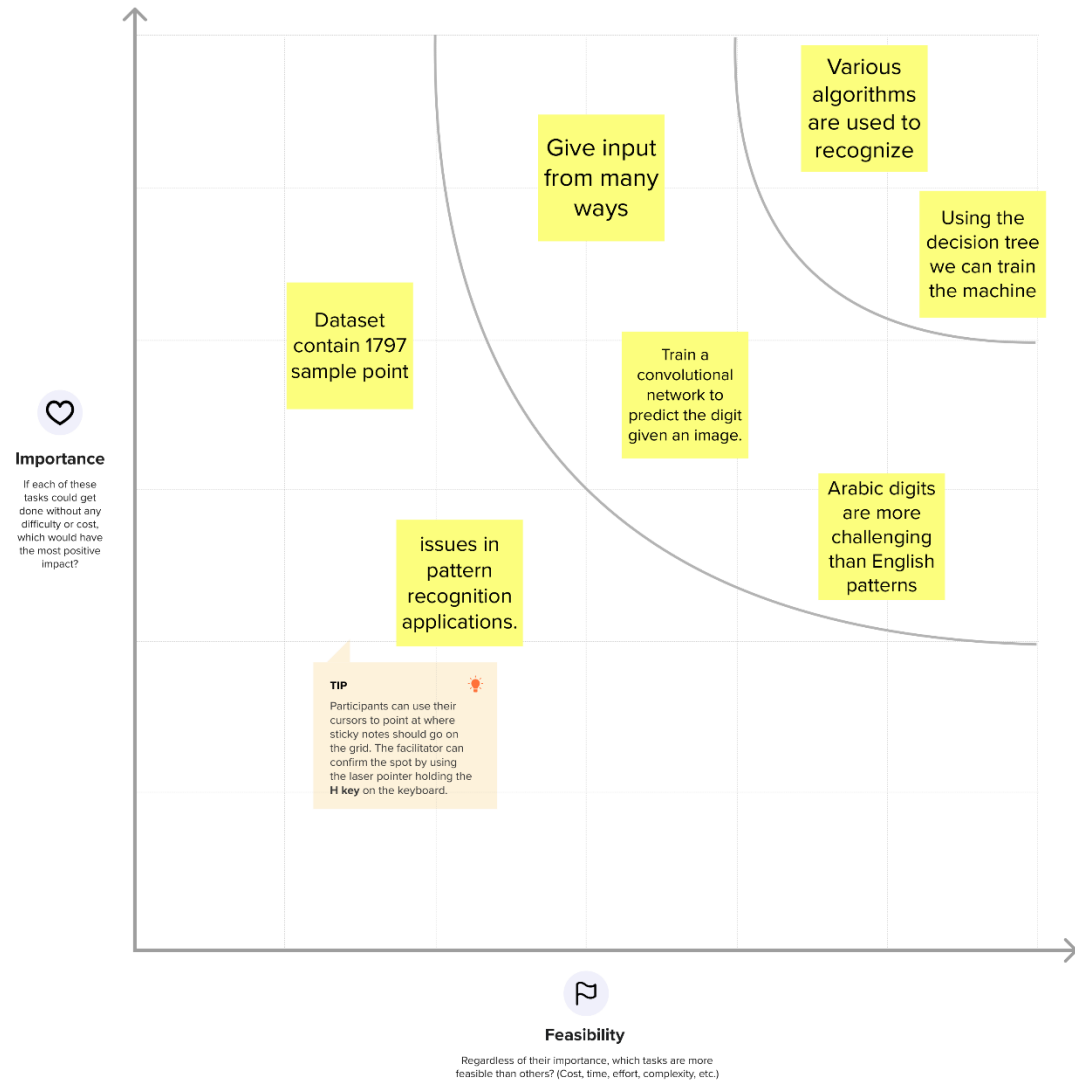 Various
algorithms
are used to
recognize
Give input
from many
ways
Using the
decision tree
we can train
the machine
Dataset
contain 1797
sample point
Train a
convolutional
network to
predict the digit
given an image.
Importance
If each of these
tasks could get
done without any
difficulty or cost,
which would have
the most positive
impact?
Arabic digits
are more
challenging
than English
patterns
issues in
pattern
recognition
applications.
TIP
Participants can use their
cursors to point at where
sticky notes should go on
the grid. The facilitator can
confirm the spot by using
the laser pointer holding the
H key on the keyboard.
Feasibility
Regardless of their importance, which tasks are more
feasible than others? (Cost, time, effort, complexity, etc.)